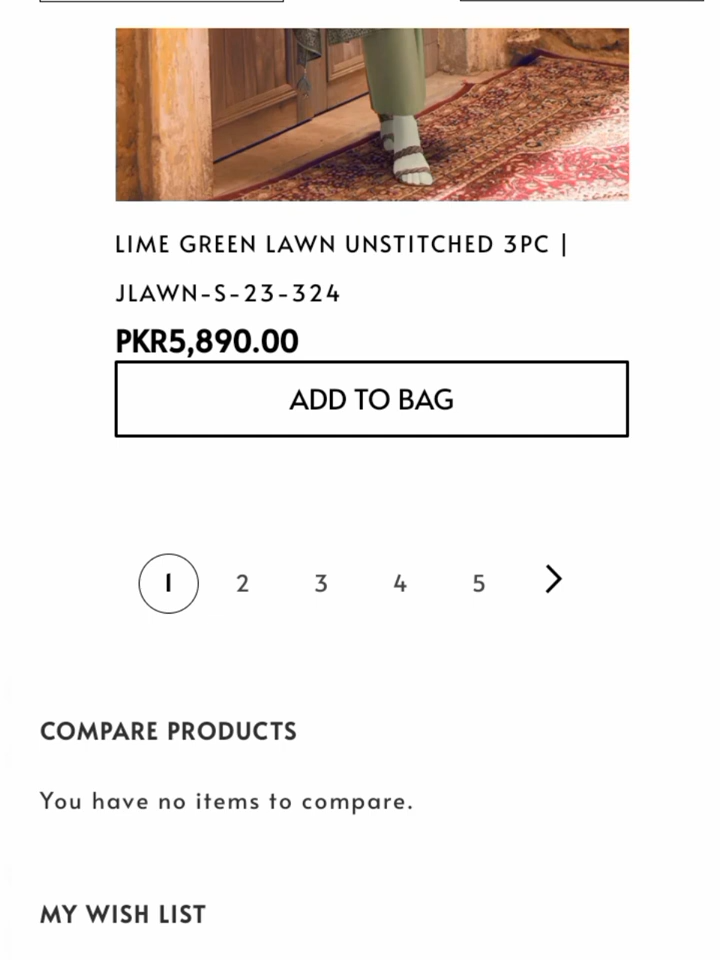 LIME GREEN LAWN UNSTITCHED 3PC |
JLAWN-S-23-324
PKR5,890.00
ADD TO BAG
1 2 3 4 5 >
COMPARE PRODUCTS
You have no items to compare.
MY WISH LIST